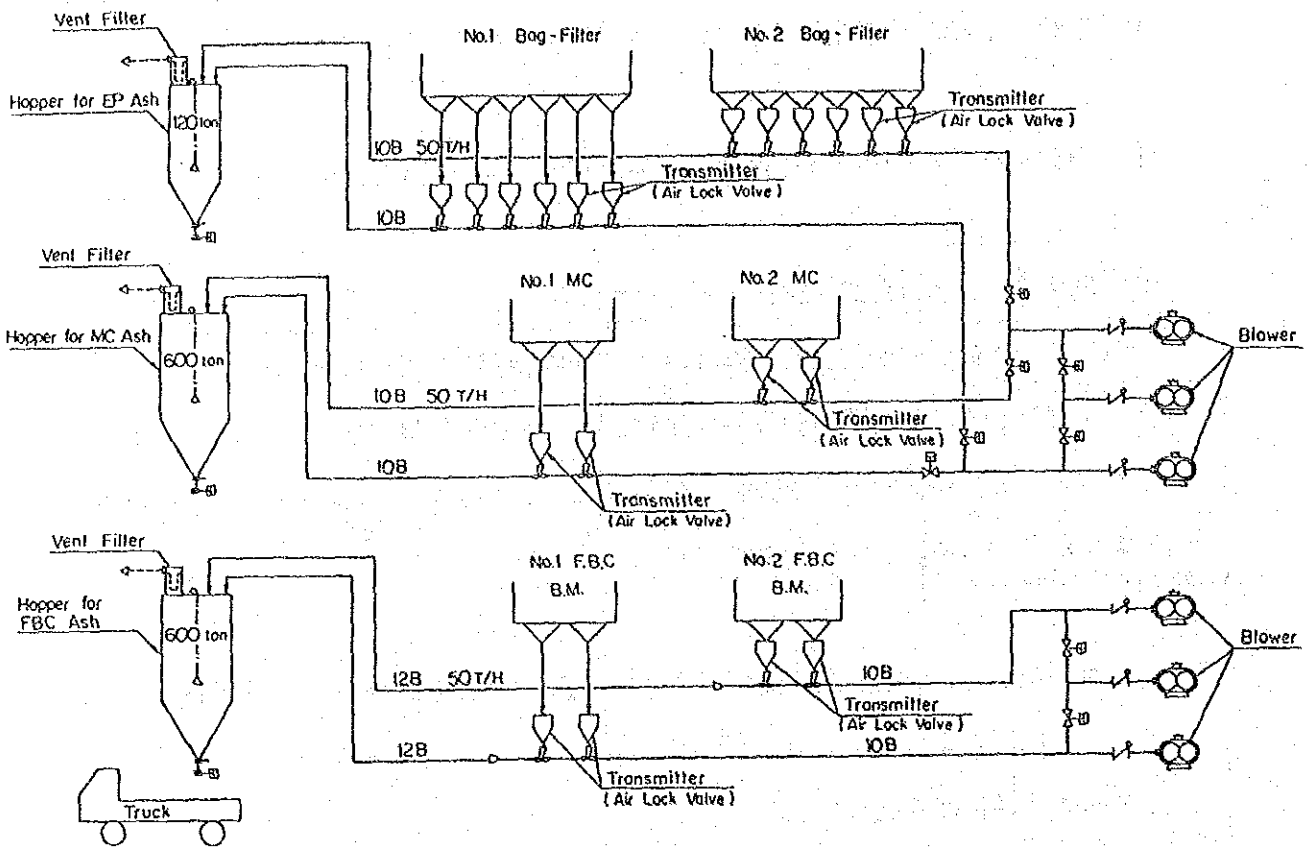 Vent Filter
No.1 Bag-Filter
No.2 Bag-Filter
Hopper for EP Ash
120 ton
Transmitter
(Air Lock Valve)
10B 50 T/H
Transmitter
(Air Lock Valve)
10B
Vent Filter
No.1 MC
No.2 MC
Hopper for MC Ash
600 ton
Blower
10B 50 T/H
Transmitter
(Air Lock Valve)
10B
Transmitter
(Air Lock Valve)
Vent Filter
No.1 F.B.C
B.M.
No.2 F.B.C
B.M.
Hopper for
FBC Ash
600 ton
Blower
12B 50T/H
10B
Transmitter
(Air Lock Valve)
12B
10B
Transmitter
(Air Lock Valve)
Truck